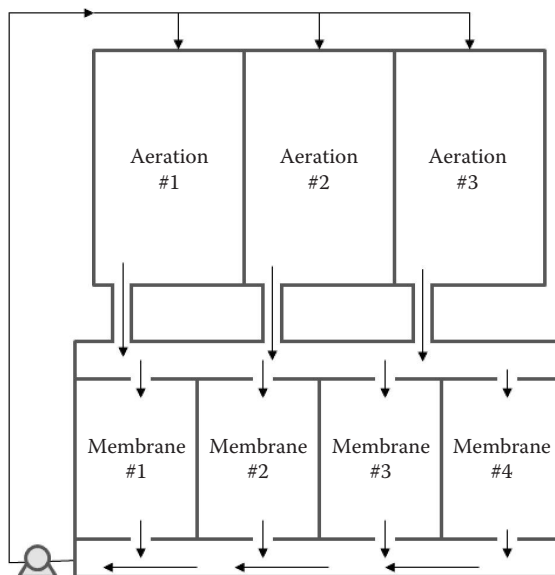 Aeration
#1
Aeration
#2
Aeration
#3
Membrane
#1
Membrane
#2
Membrane
#3
Membrane
#4